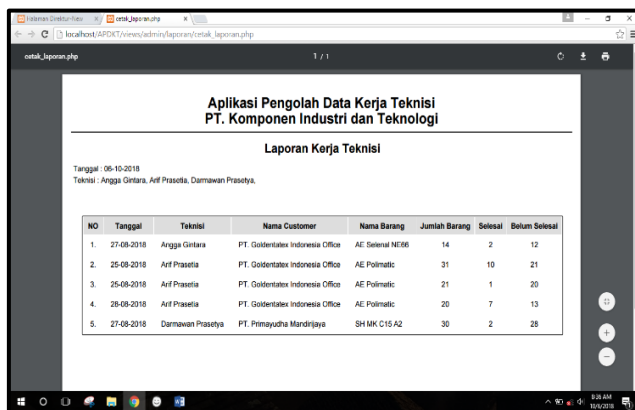 Halaman Direktur-New
cetak_laporan.php
localhost/APDKT/views/admin/laporan/cetak_laporan.php
cetak_laporan.php 1 / 1
Aplikasi Pengolah Data Kerja Teknisi
PT. Komponen Industri dan Teknologi
Laporan Kerja Teknisi
Tanggal : 06-10-2018
Teknisi : Angga Gintara, Arif Prasetia, Darmawan Prasetya,
NO Tanggal Teknisi Nama Customer Nama Barang Jumlah Barang Selesai Belum Selesai
1. 27-08-2018 Angga Gintara PT. Goldentatex Indonesia Office AE Selenal NE66 14 2 12
2. 25-08-2018 Arif Prasetia PT. Goldentatex Indonesia Office AE Polimatic 31 10 21
3. 25-08-2018 Arif Prasetia PT. Goldentatex Indonesia Office AE Polimatic 21 1 20
4. 28-08-2018 Arif Prasetia PT. Goldentatex Indonesia Office AE Polimatic 20 7 13
5. 27-08-2018 Darmawan Prasetya PT. Primayudha Mandirijaya SH MK C15 A2 30 2 28
8:36 AM
10/6/2018